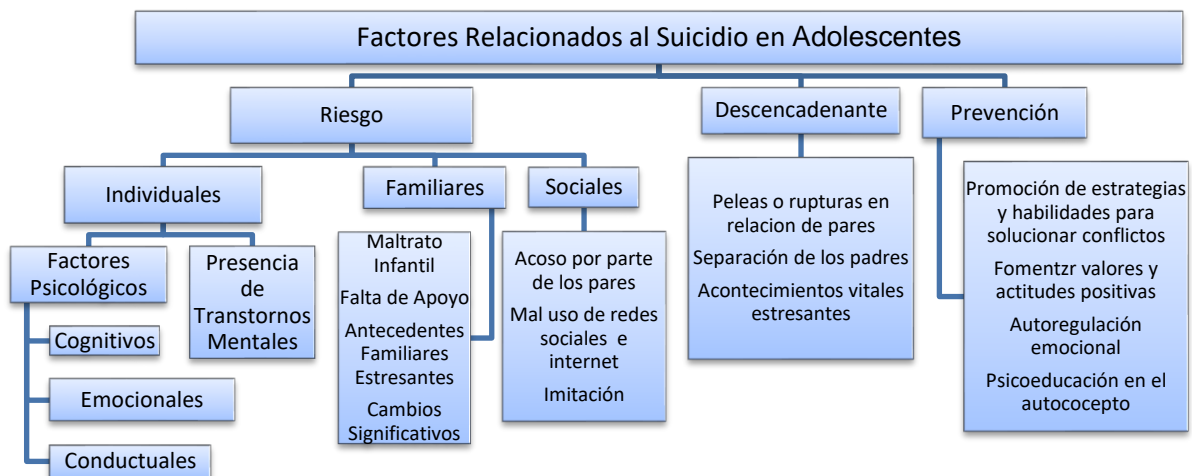 Factores Relacionados al Suicidio en Adolescentes
Riesgo
Descencadenante
Prevención
Individuales
Familiares
Sociales
Factores
Psicológicos
Presencia
de
Transtornos
Mentales
Cognitivos
Emocionales
Conductuales
Maltrato
Infantil
Falta de Apoyo
Antecedentes
Familiares
Estresantes
Cambios
Significativos
Acoso por parte
de los pares
Mal uso de redes
sociales e
internet
Imitación
Peleas o rupturas en
relacion de pares
Separación de los padres
Acontecimientos vitales
estresantes
Promoción de estrategias
y habilidades para
solucionar conflictos
Fomentzr valores y
actitudes positivas
Autoregulación
emocional
Psicoeducación en el
autococepto